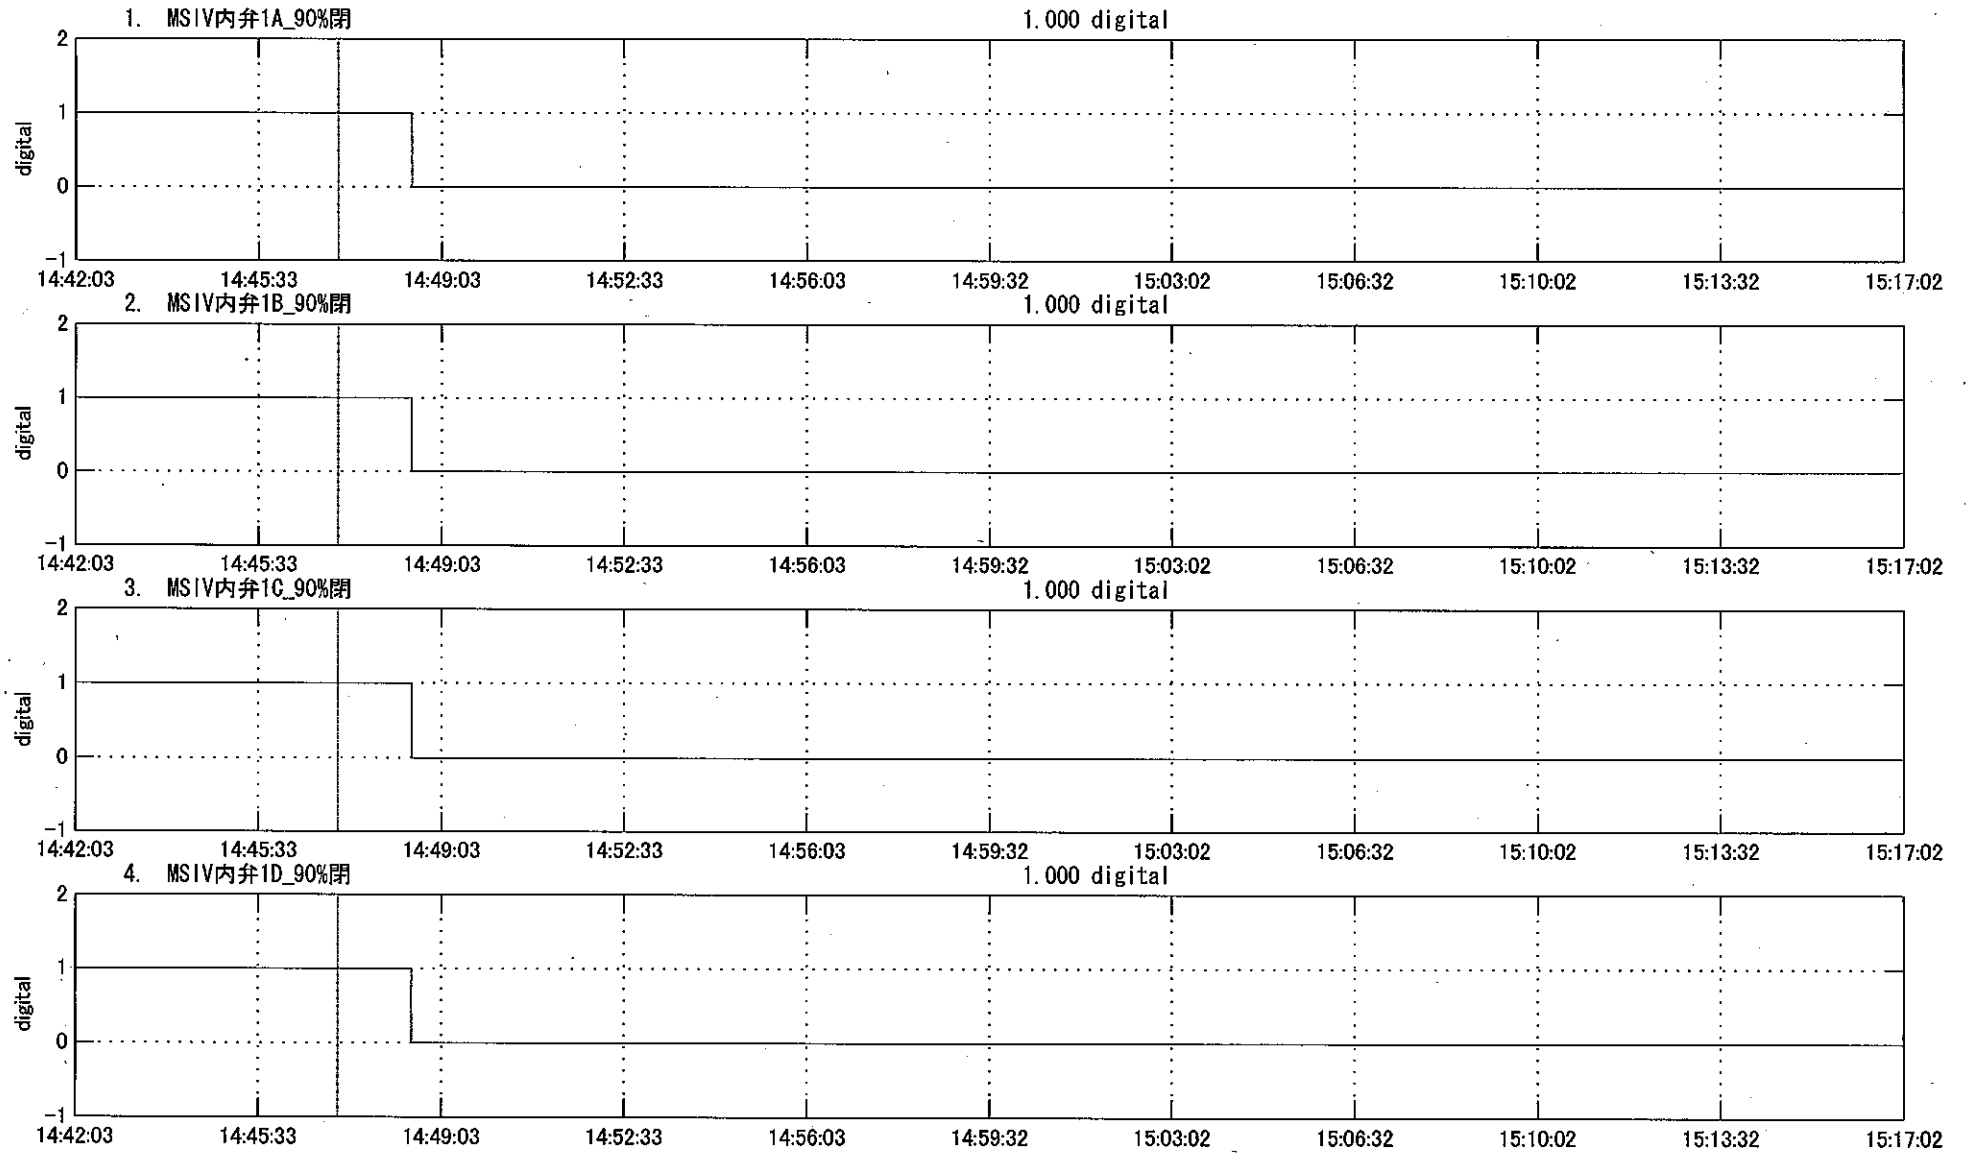 1. MSIV内弁1A_90%閉 1.000 digital
2
1
digital
0
-1
14:42:03 14:45:33 14:49:03 14:52:33 14:56:03 14:59:32 15:03:02 15:06:32 15:10:02 15:13:32 15:17:02
2. MSIV内弁1B_90%閉 1.000 digital
2
1
digital
0
-1
14:42:03 14:45:33 14:49:03 14:52:33 14:56:03 14:59:32 15:03:02 15:06:32 15:10:02 15:13:32 15:17:02
3. MSIV内弁1C_90%閉 1.000 digital
2
1
digital
0
-1
14:42:03 14:45:33 14:49:03 14:52:33 14:56:03 14:59:32 15:03:02 15:06:32 15:10:02 15:13:32 15:17:02
4. MSIV内弁1D_90%閉 1.000 digital
2
1
digital
0
-1
14:42:03 14:45:33 14:49:03 14:52:33 14:56:03 14:59:32 15:03:02 15:06:32 15:10:02 15:13:32 15:17:02